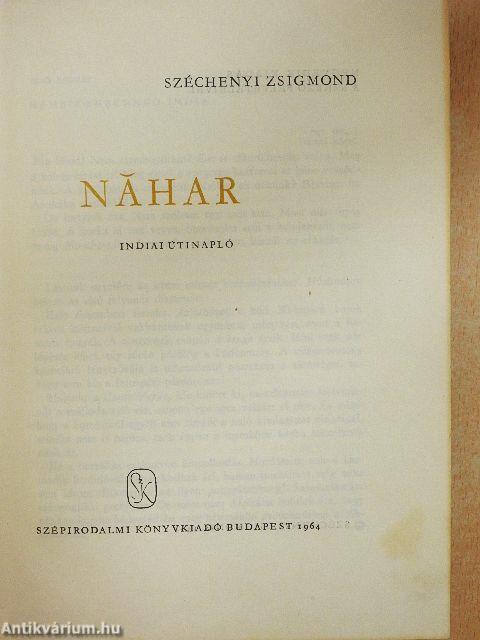 SZÉCHENYI ZSIGMOND
NĂHAR
INDIAI ÚTINAPLÓ
SZK
SZÉPIRODALMI KÖNYVKIADÓ BUDAPEST 1964
Antikvárium.hu